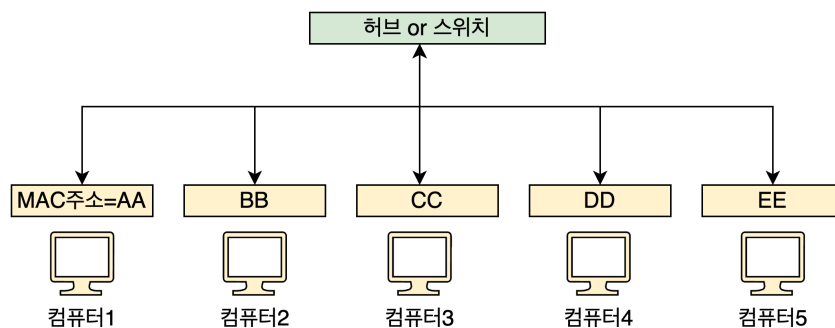 허브 or 스위치
MAC주소=AA
BB
CC
DD
EE
컴퓨터1
컴퓨터2
컴퓨터3
컴퓨터4
컴퓨터5